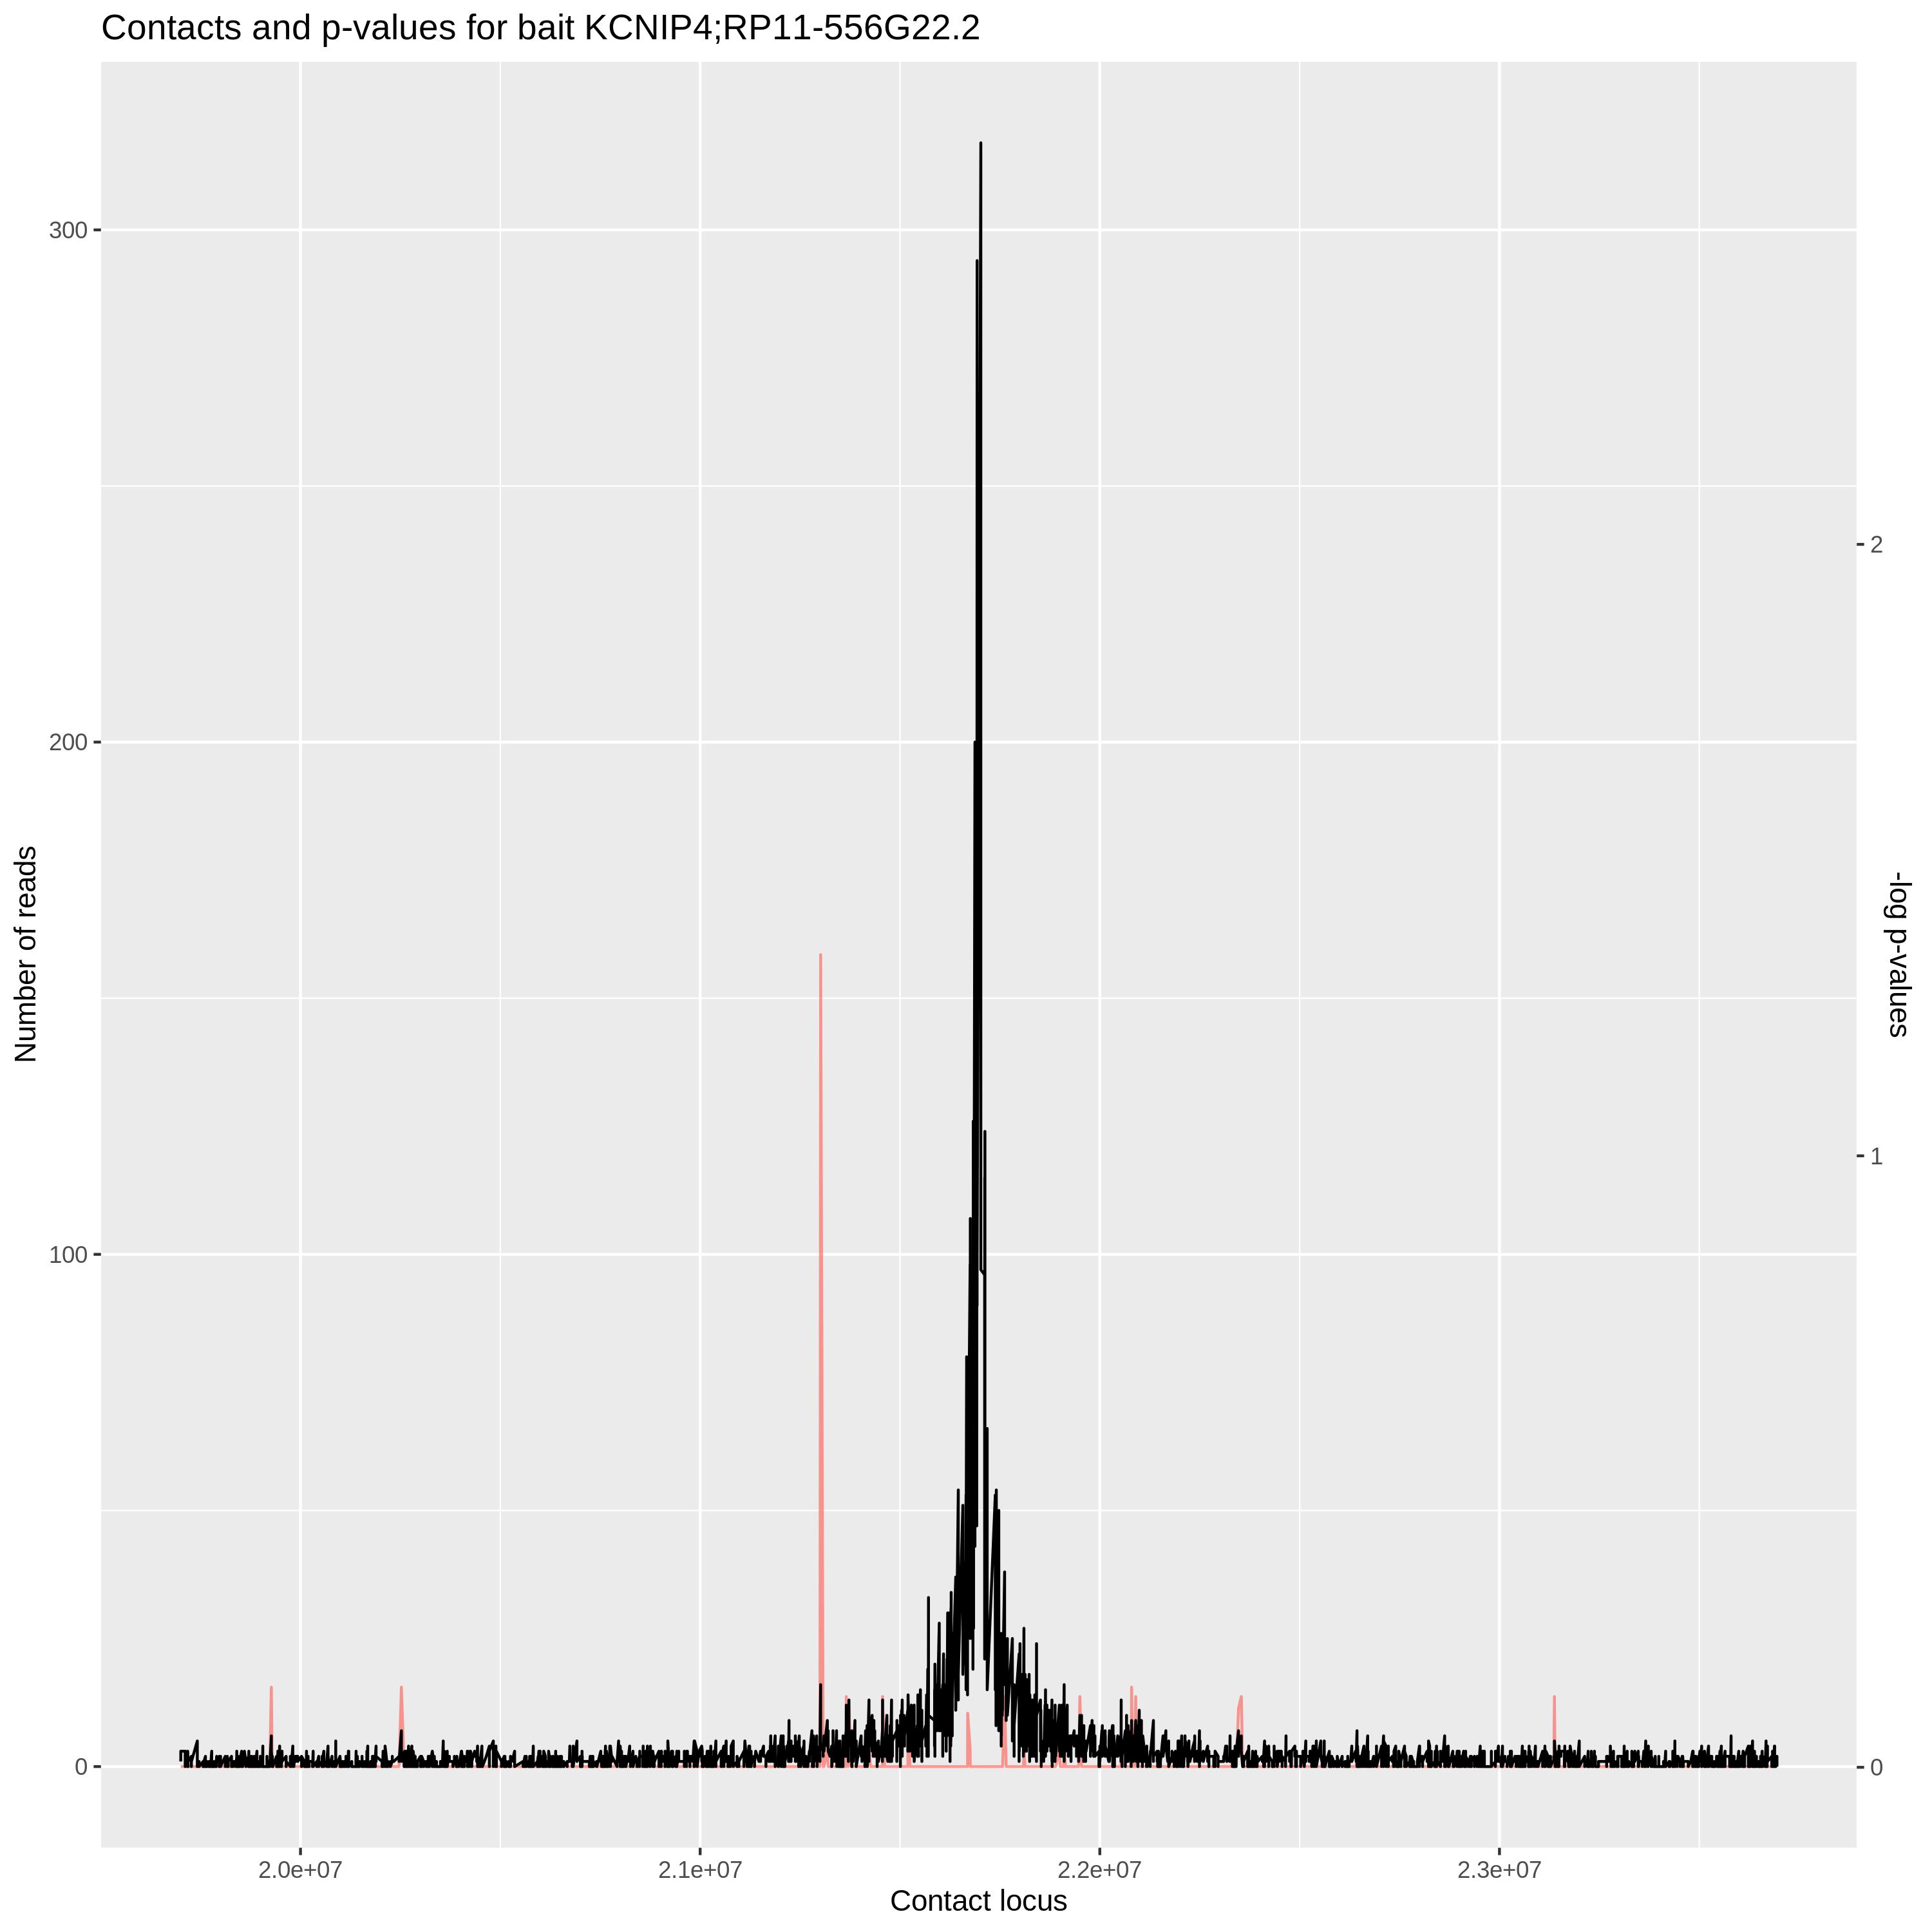 Contacts and p-values for bait KCNIP4;RP11-556G22.2
300
200
100
0
Number of reads
2
1
0
-log p-values
2.0e+07
2.1e+07
2.2e+07
2.3e+07
Contact locus